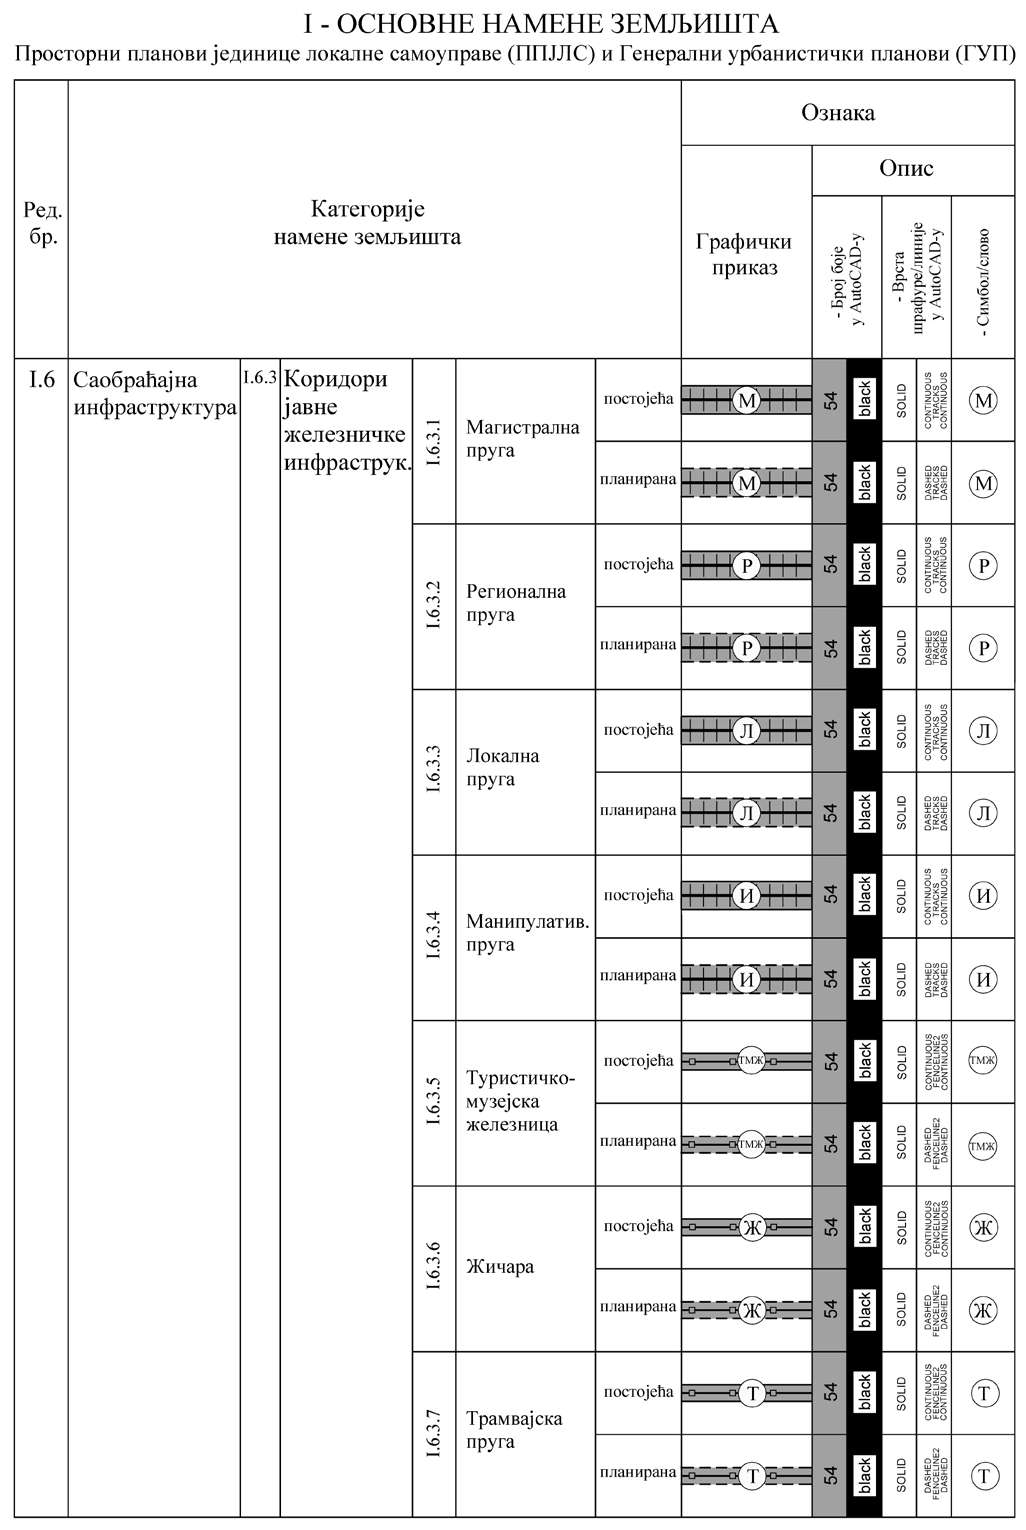 I - ОСНОВНЕ НАМЕНЕ ЗЕМЉИШТА
Просторни планови јединице локалне самоуправе (ППЈЛС) и Генерални урбанистички планови (ГУП)
Ред.
бр.
Категорије
намене земљишта
Ознака
Графички
приказ
Опис
- Број боје
у AutoCAD-у
- Врста
шрафуре/линије
у AutoCAD-у
- Симбол/слово
I.6
Саобраћајна
инфраструктура
I.6.3
Коридори
јавне
железничке
инфраструк.
I.6.3.1
Магистрална
пруга
постојећа
М
54
black
SOLID
CONTINUOUS
TRACKS
CONTINUOUS
М
планирана
М
54
black
SOLID
DASHED
TRACKS
DASHED
М
I.6.3.2
Регионална
пруга
постојећа
Р
54
black
SOLID
CONTINUOUS
TRACKS
CONTINUOUS
Р
планирана
Р
54
black
SOLID
DASHED
TRACKS
DASHED
Р
I.6.3.3
Локална
пруга
постојећа
Л
54
black
SOLID
CONTINUOUS
TRACKS
CONTINUOUS
Л
планирана
Л
54
black
SOLID
DASHED
TRACKS
DASHED
Л
I.6.3.4
Манипулатив.
пруга
постојећа
И
54
black
SOLID
CONTINUOUS
TRACKS
CONTINUOUS
И
планирана
И
54
black
SOLID
DASHED
TRACKS
DASHED
И
I.6.3.5
Туристичко-
музејска
железница
постојећа
ТМЖ
54
black
SOLID
CONTINUOUS
FENCELINE2
CONTINUOUS
ТМЖ
планирана
ТМЖ
54
black
SOLID
DASHED
FENCELINE2
DASHED
ТМЖ
I.6.3.6
Жичара
постојећа
Ж
54
black
SOLID
CONTINUOUS
FENCELINE2
CONTINUOUS
Ж
планирана
Ж
54
black
SOLID
DASHED
FENCELINE2
DASHED
Ж
I.6.3.7
Трамвајска
пруга
постојећа
Т
54
black
SOLID
CONTINUOUS
FENCELINE2
CONTINUOUS
Т
планирана
Т
54
black
SOLID
DASHED
FENCELINE2
DASHED
Т